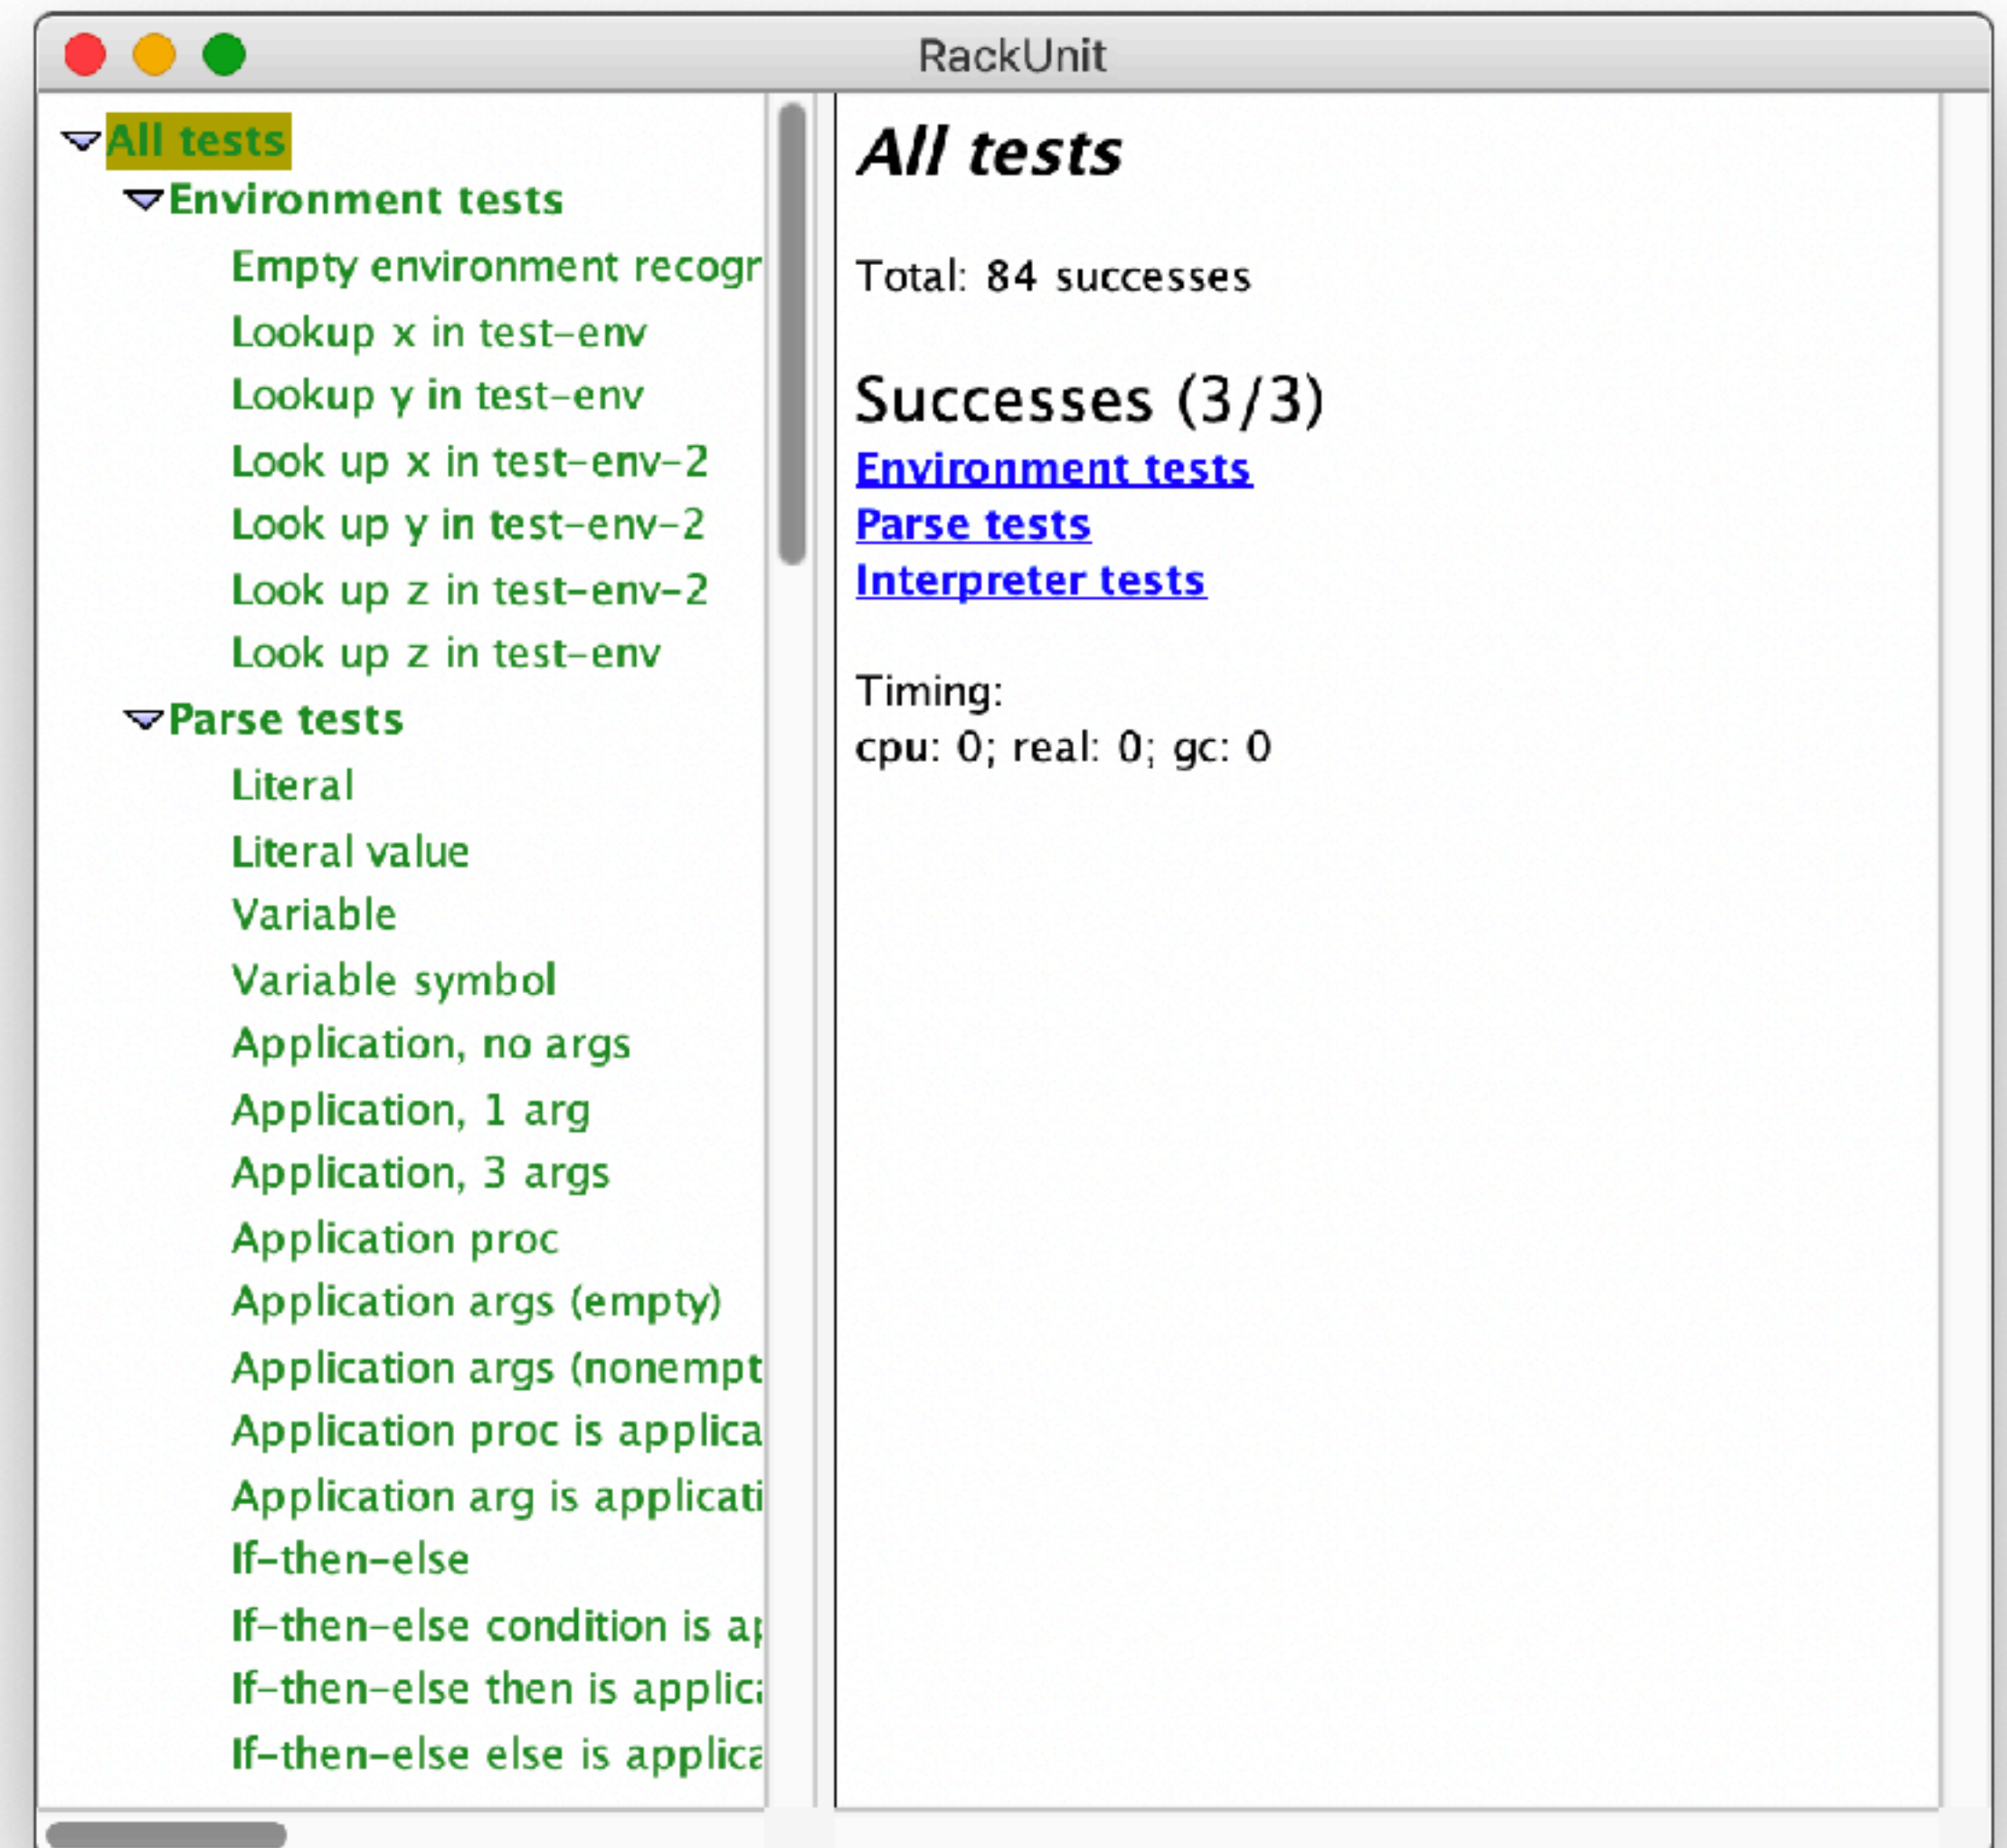 RackUnit
All tests
Environment tests
Empty environment recogr
Lookup x in test-env
Lookup y in test-env
Look up x in test-env-2
Look up y in test-env-2
Look up z in test-env-2
Look up z in test-env
Parse tests
Literal
Literal value
Variable
Variable symbol
Application, no args
Application, 1 arg
Application, 3 args
Application proc
Application args (empty)
Application args (nonempt
Application proc is applica
Application arg is applicati
If-then-else
If-then-else condition is ap
If-then-else then is applica
If-then-else else is applica
All tests
Total: 84 successes
Successes (3/3)
Environment tests
Parse tests
Interpreter tests
Timing:
cpu: 0; real: 0; gc: 0